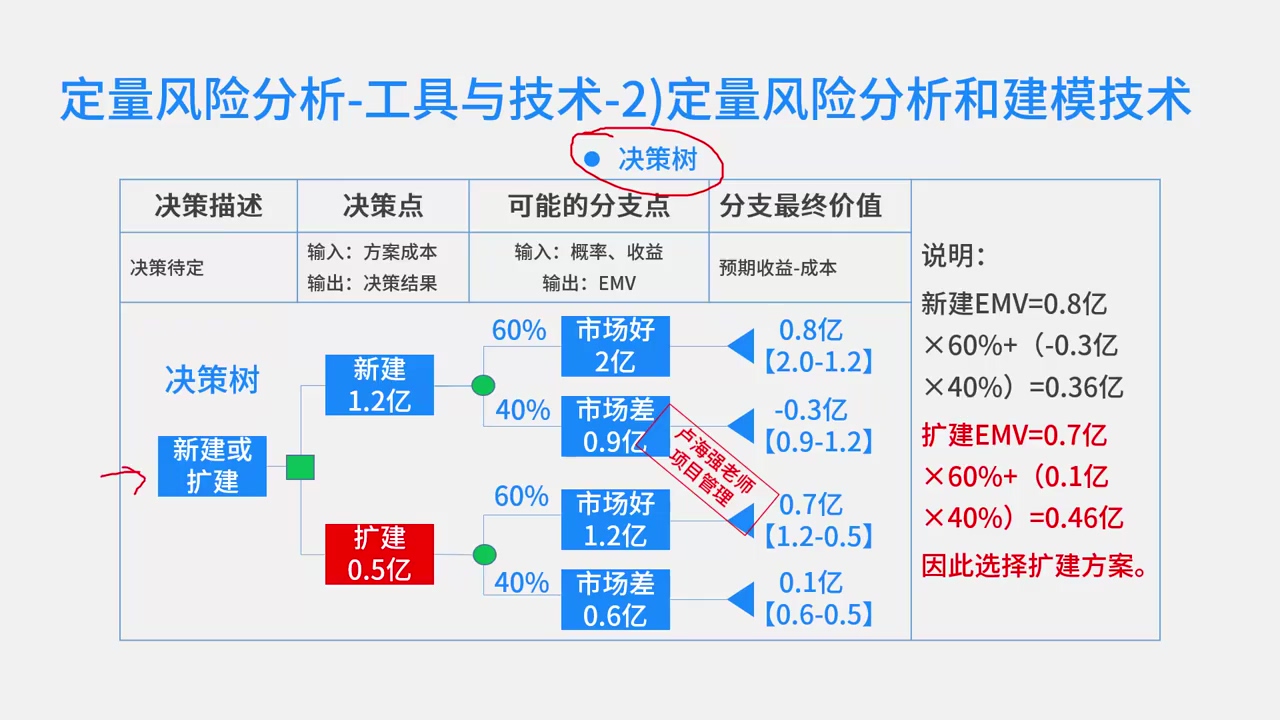 定量风险分析-工具与技术-2)定量风险分析和建模技术
决策树
决策描述
决策点
可能的分支点
分支最终价值
决策待定
输入：方案成本
输出：决策结果
输入：概率、收益
输出：EMV
预期收益-成本
决策树
新建或
扩建
新建
1.2亿
扩建
0.5亿
60%
市场好
2亿
0.8亿
【2.0-1.2】
40%
市场差
0.9亿
-0.3亿
【0.9-1.2】
60%
市场好
1.2亿
0.7亿
【1.2-0.5】
40%
市场差
0.6亿
0.1亿
【0.6-0.5】
卢海强老师
项目管理
说明：
新建EMV=0.8亿
×60%+（-0.3亿
×40%）=0.36亿
扩建EMV=0.7亿
×60%+（0.1亿
×40%）=0.46亿
因此选择扩建方案。